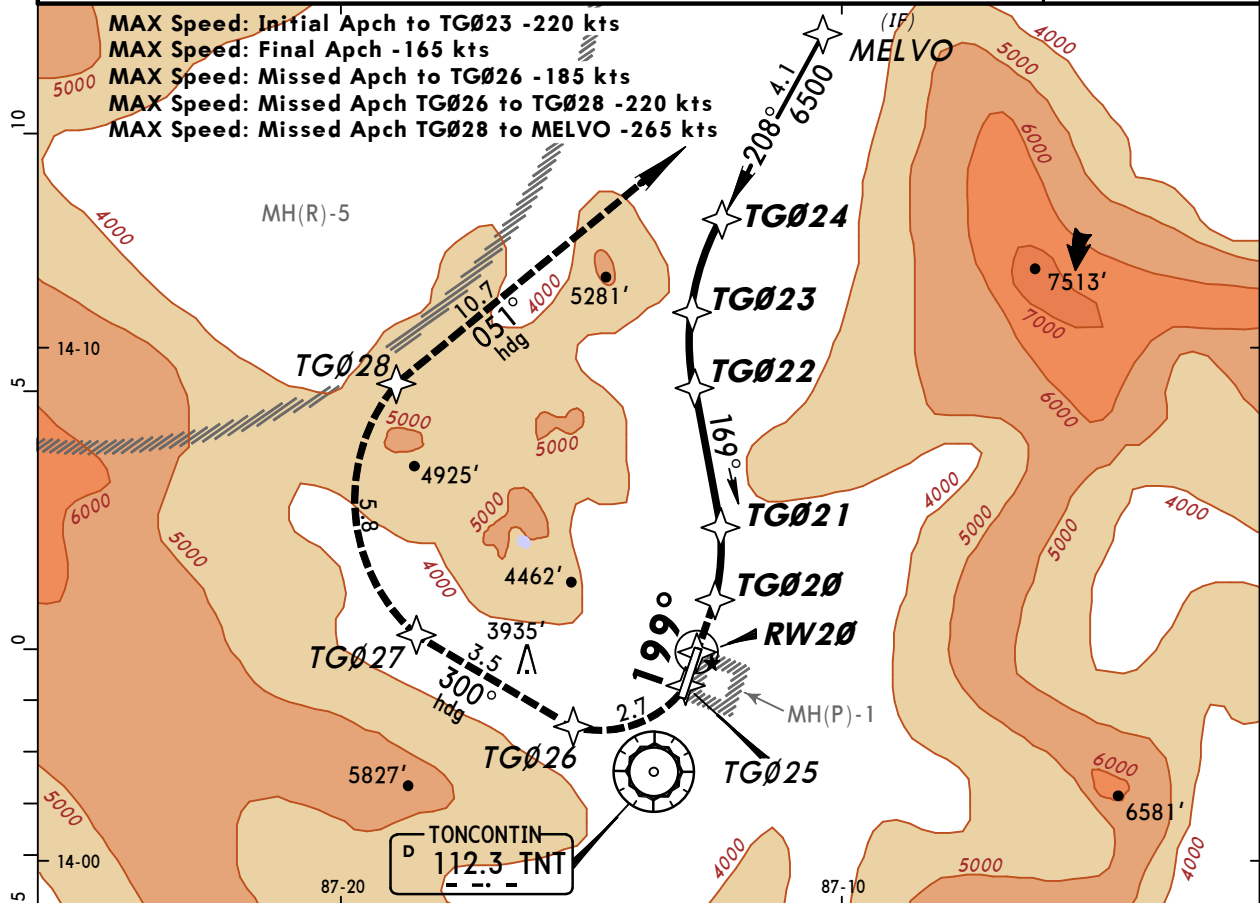 MAX Speed: Initial Apch to TGØ23 -220 kts
MAX Speed: Final Apch -165 kts
MAX Speed: Missed Apch to TGØ26 -185 kts
MAX Speed: Missed Apch TGØ26 to TGØ28 -220 kts
MAX Speed: Missed Apch TGØ28 to MELVO -265 kts
(IF)
MELVO
4000
5000
5000
4.1
208°
6500
10
6000
MH(R)-5
4000
TGØ24
7513'
7000
5281'
4000
10.7
051°
hdg
TGØ23
14-10
TGØ28
TGØ22
5
6000
5000
5000
169°
4925'
4000
4000
6000
5.8
5000
TGØ21
5000
5000
5000
4462'
4000
TGØ20
3935'
199°
RW2Ø
0
TGØ27
3.5
300°
hdg
2.7
MH(P)-1
TGØ26
TGØ25
5827'
6000
6581'
5000
TONCONTIN
D
112.3 TNT
14-00
4000
5000
4000
87-20
87-10
5